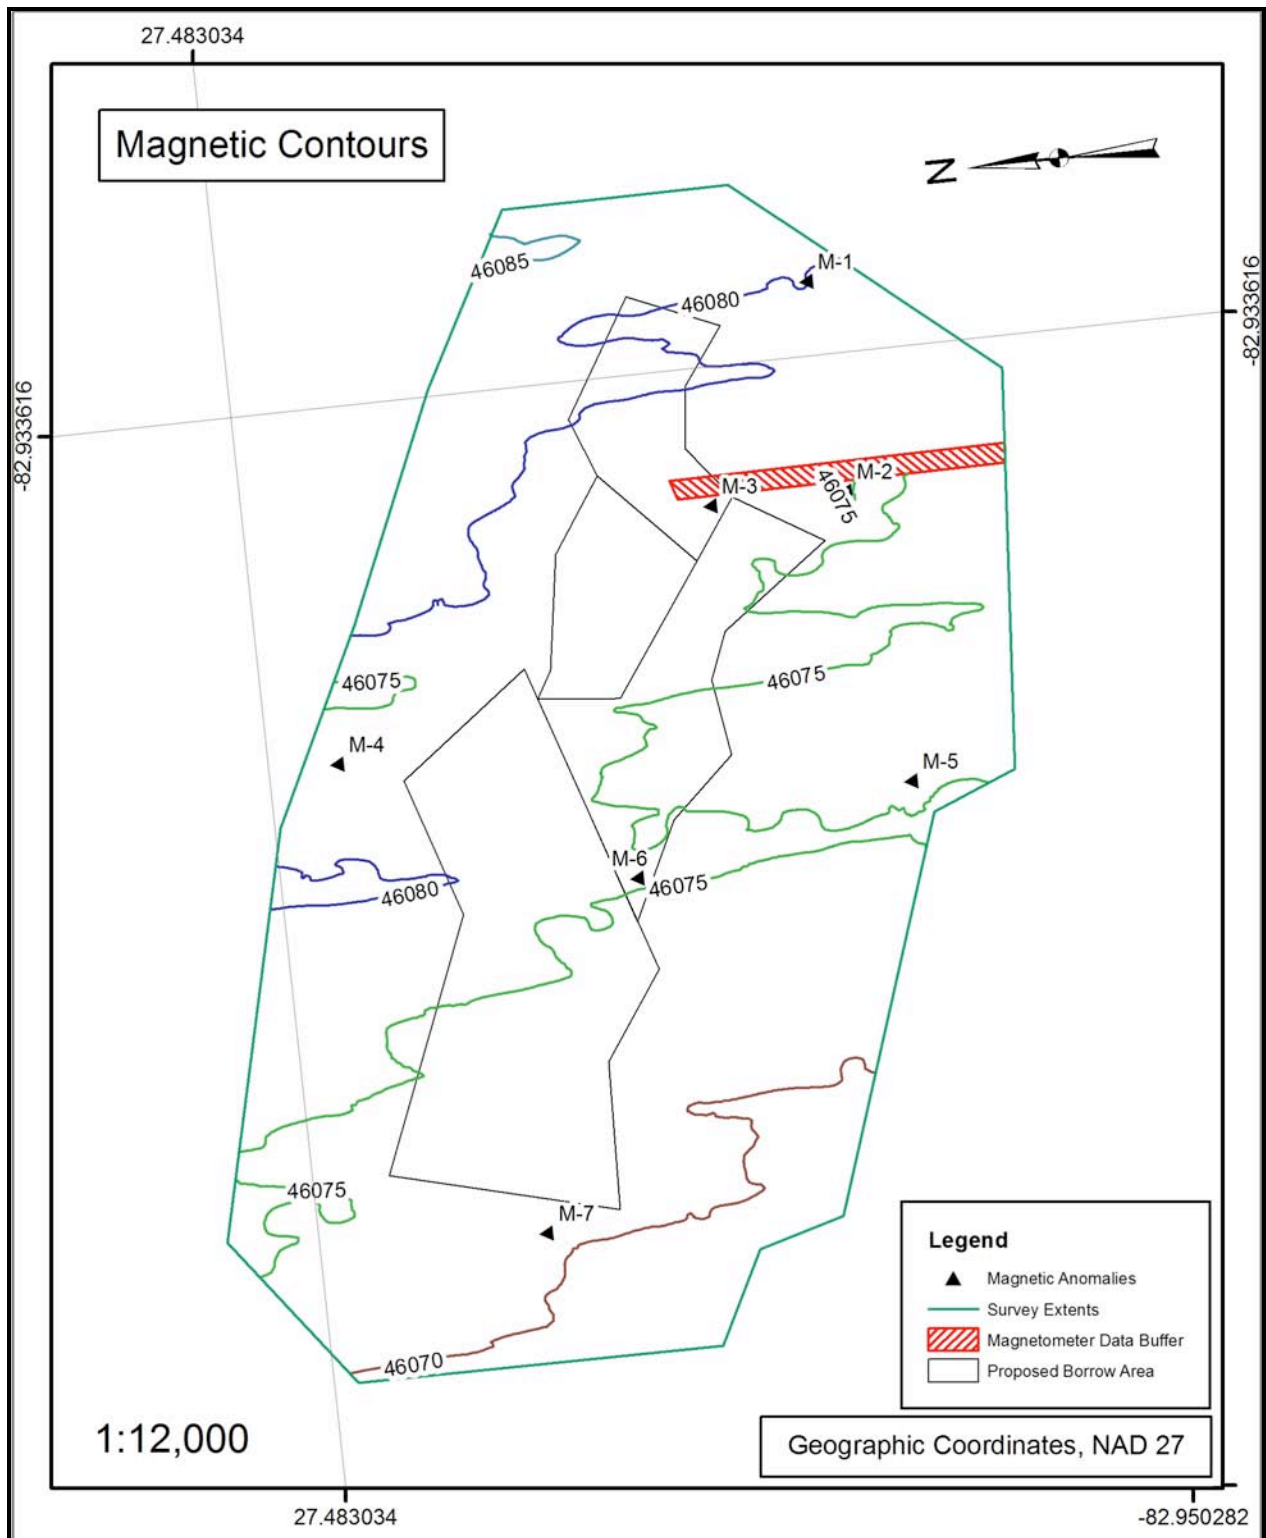 27.483034
Magnetic Contours
N
M-1
46085
46080
-82.933616
-82.933616
M-2
M-3
46075
46075
46075
M-4
M-5
M-6
46075
46080
46075
M-7
46070
Legend
Magnetic Anomalies
Survey Extents
Magnetometer Data Buffer
Proposed Borrow Area
1:12,000
Geographic Coordinates, NAD 27
27.483034
-82.950282